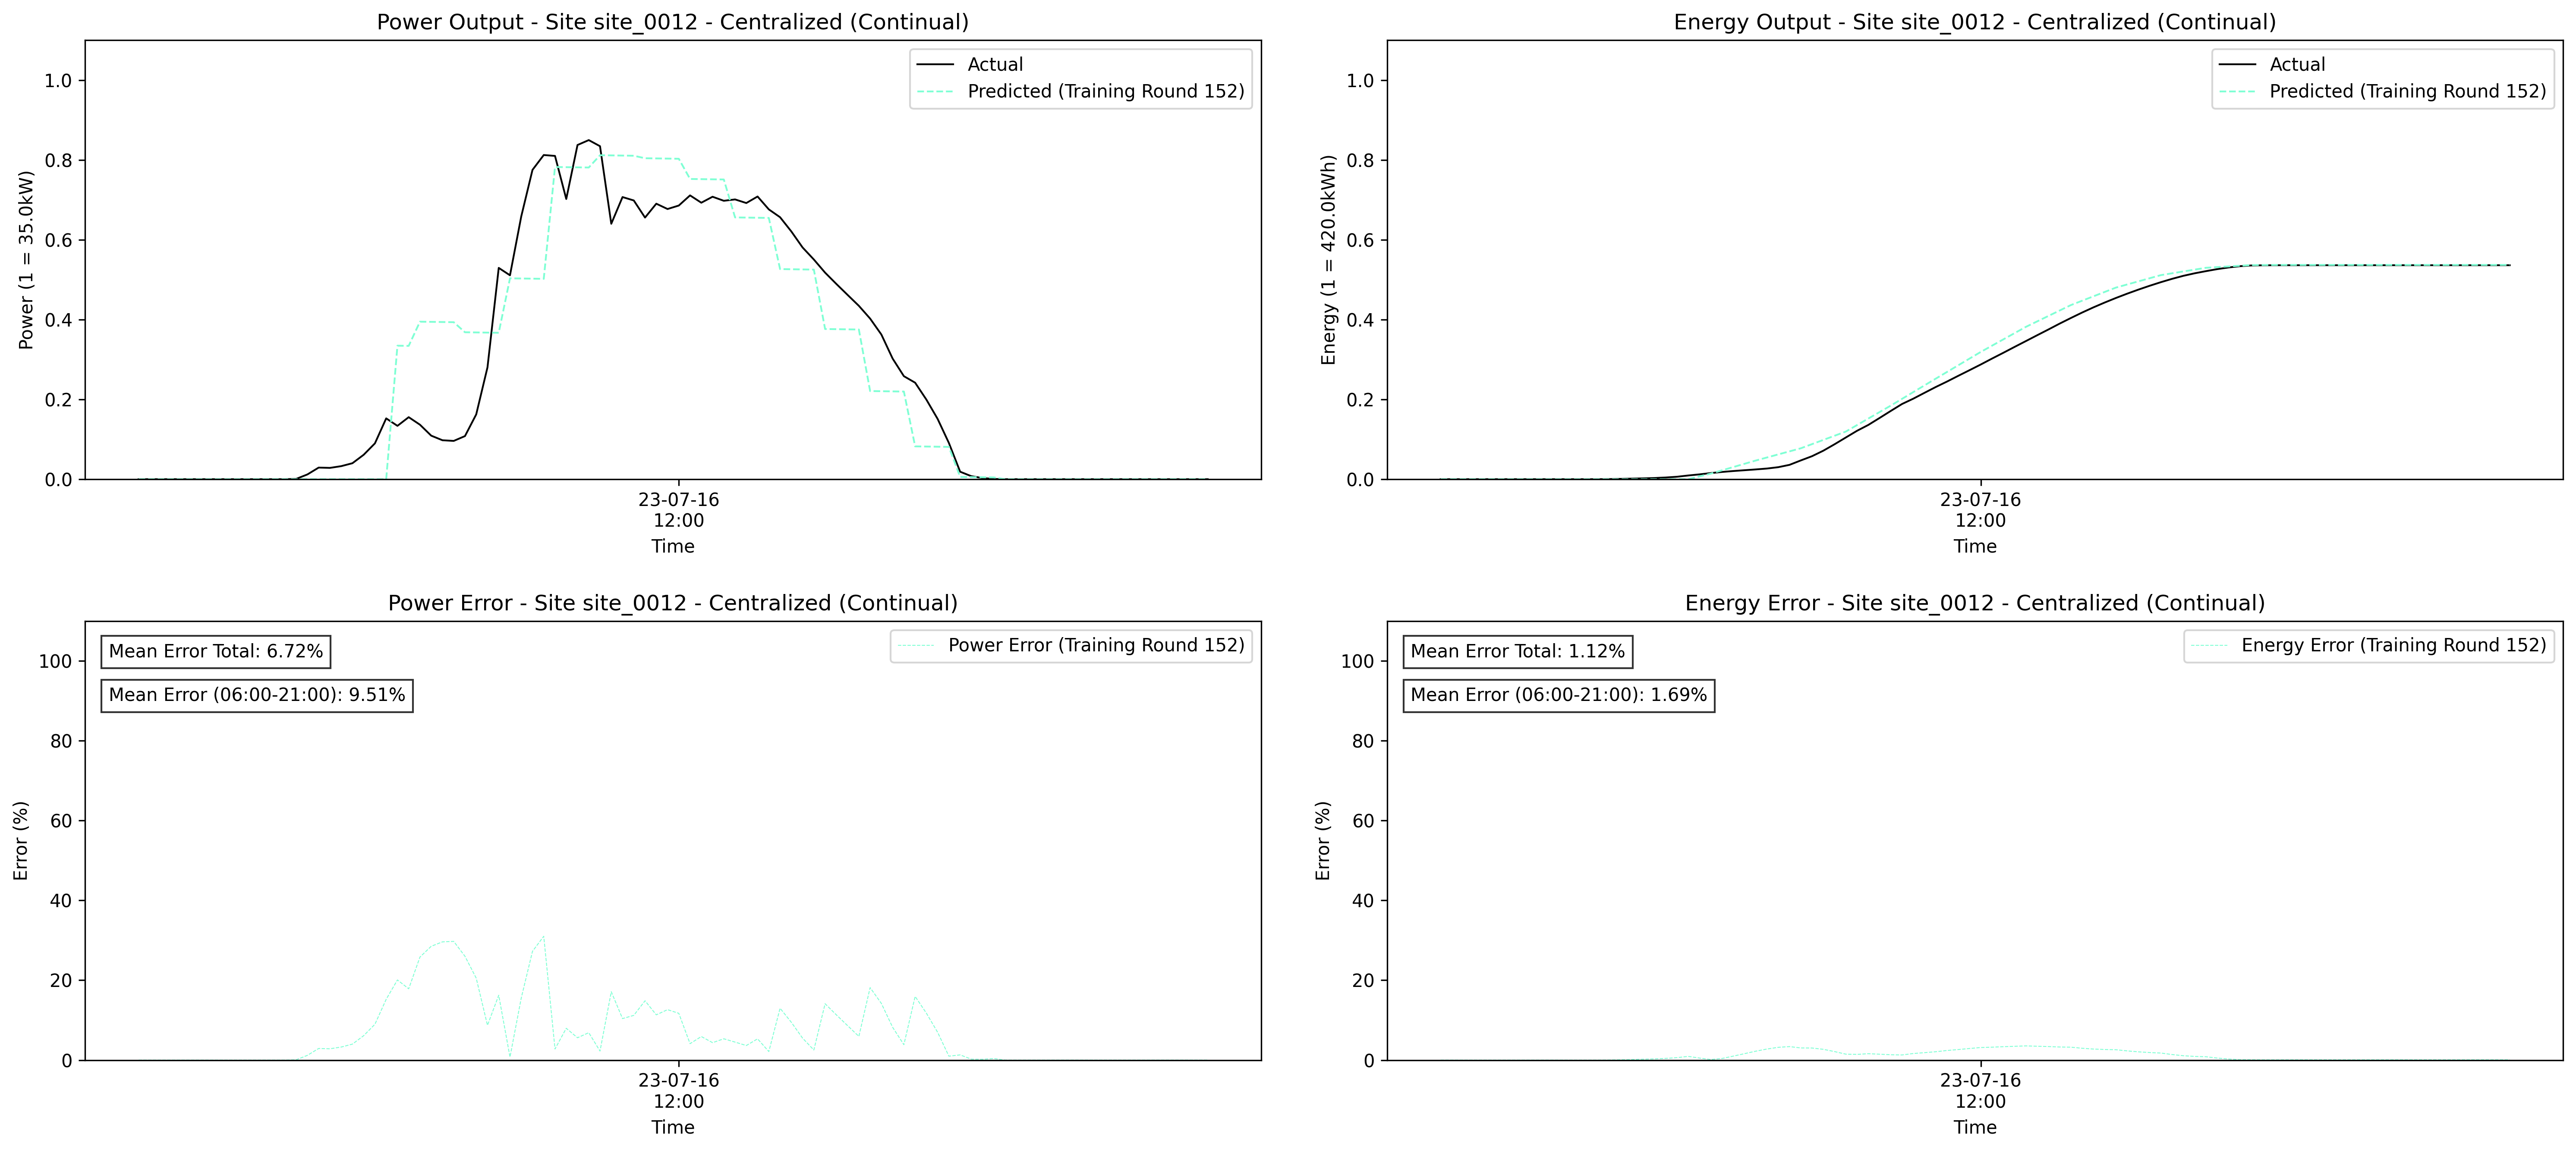 Power Output - Site site_0012 - Centralized (Continual)
Actual
Predicted (Training Round 152)
Power (1 = 35.0kW)
1.0
0.8
0.6
0.4
0.2
0.0
23-07-16
12:00
Time
Energy Output - Site site_0012 - Centralized (Continual)
Actual
Predicted (Training Round 152)
Energy (1 = 420.0kWh)
1.0
0.8
0.6
0.4
0.2
0.0
23-07-16
12:00
Time
Power Error - Site site_0012 - Centralized (Continual)
Mean Error Total: 6.72%
Mean Error (06:00-21:00): 9.51%
Power Error (Training Round 152)
Error (%)
100
80
60
40
20
0
23-07-16
12:00
Time
Energy Error - Site site_0012 - Centralized (Continual)
Mean Error Total: 1.12%
Mean Error (06:00-21:00): 1.69%
Energy Error (Training Round 152)
Error (%)
100
80
60
40
20
0
23-07-16
12:00
Time